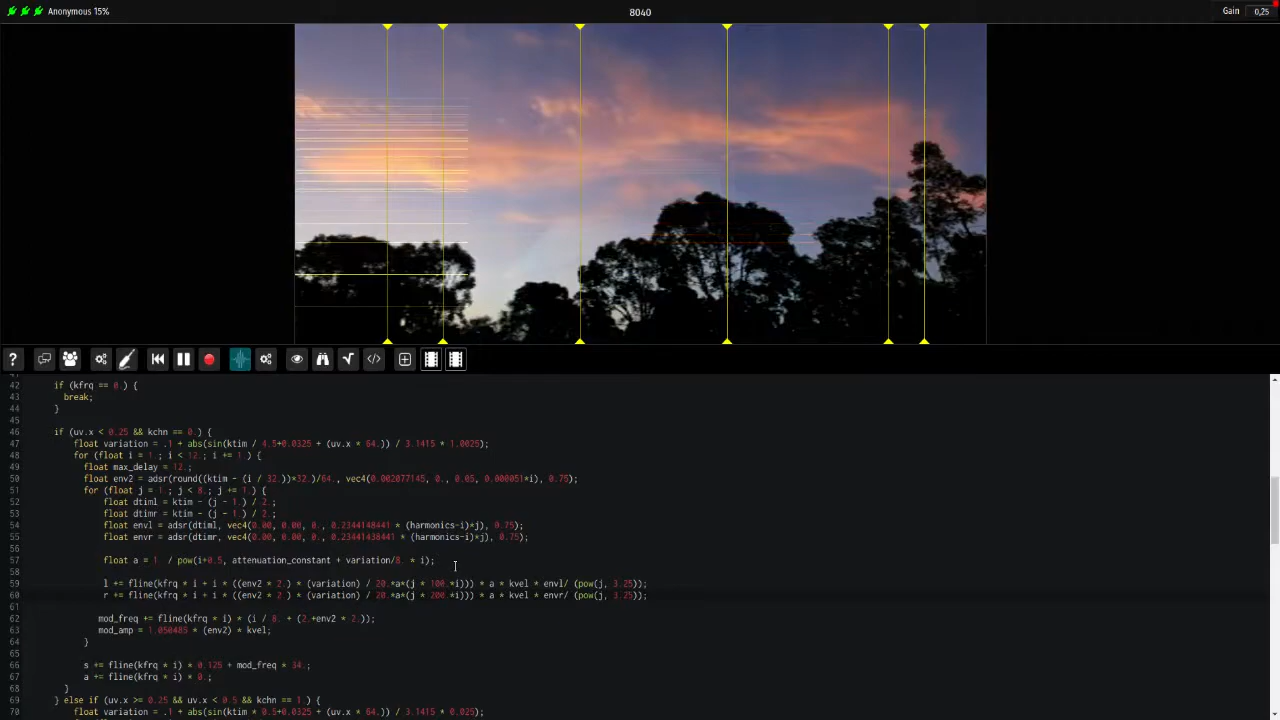 Anonymous 15%
8040
Gain 0,25
?
42 if (kfrq == 0.) {
43 break;
44 }
45
46 if (uv.x < 0.25 && kchn == 0.) {
47 float variation = .1 + abs(sin(ktim / 4.5+0.0325 + (uv.x * 64.)) / 3.1415 * 1.0025);
48 for (float i = 1.; i < 12.; i += 1.) {
49 float max_delay = 12.;
50 float env2 = adsr(round((ktim - (i / 32.))*32.)/64., vec4(0.002077145, 0., 0.05, 0.000051*i), 0.75);
51 for (float j = 1.; j < 8.; j += 1.) {
52 float dtiml = ktim - (j - 1.) / 2.;
53 float dtimr = ktim - (j - 1.) / 2.;
54 float envl = adsr(dtiml, vec4(0.00, 0.00, 0., 0.2344148441 * (harmonics-i)*j), 0.75);
55 float envr = adsr(dtimr, vec4(0.00, 0.00, 0., 0.23414438441 * (harmonics-i)*j), 0.75);
56
57 float a = 1. / pow(i+0.5, attenuation_constant + variation/8. * i);
58
59 l += fline(kfrq * i + i * ((env2 * 2.) * (variation) / 20.*a*(j * 100.*i))) * a * kvel * envl/ (pow(j, 3.25));
60 r += fline(kfrq * i + i * ((env2 * 2.) * (variation) / 20.*a*(j * 200.*i))) * a * kvel * envr/ (pow(j, 3.25));
61
62 mod_freq += fline(kfrq * i) * (i / 8. + (2.+env2 * 2.));
63 mod_amp = 1.050485 * (env2) * kvel;
64 }
65
66 s += fline(kfrq * i) * 0.125 + mod_freq * 34.;
67 a += fline(kfrq * i) * 0.;
68 }
69 } else if (uv.x >= 0.25 && uv.x < 0.5 && kchn == 1.) {
70 float variation = .1 + abs(sin(ktim * 0.5+0.0325 + (uv.x * 64.)) / 3.1415 * 0.025);